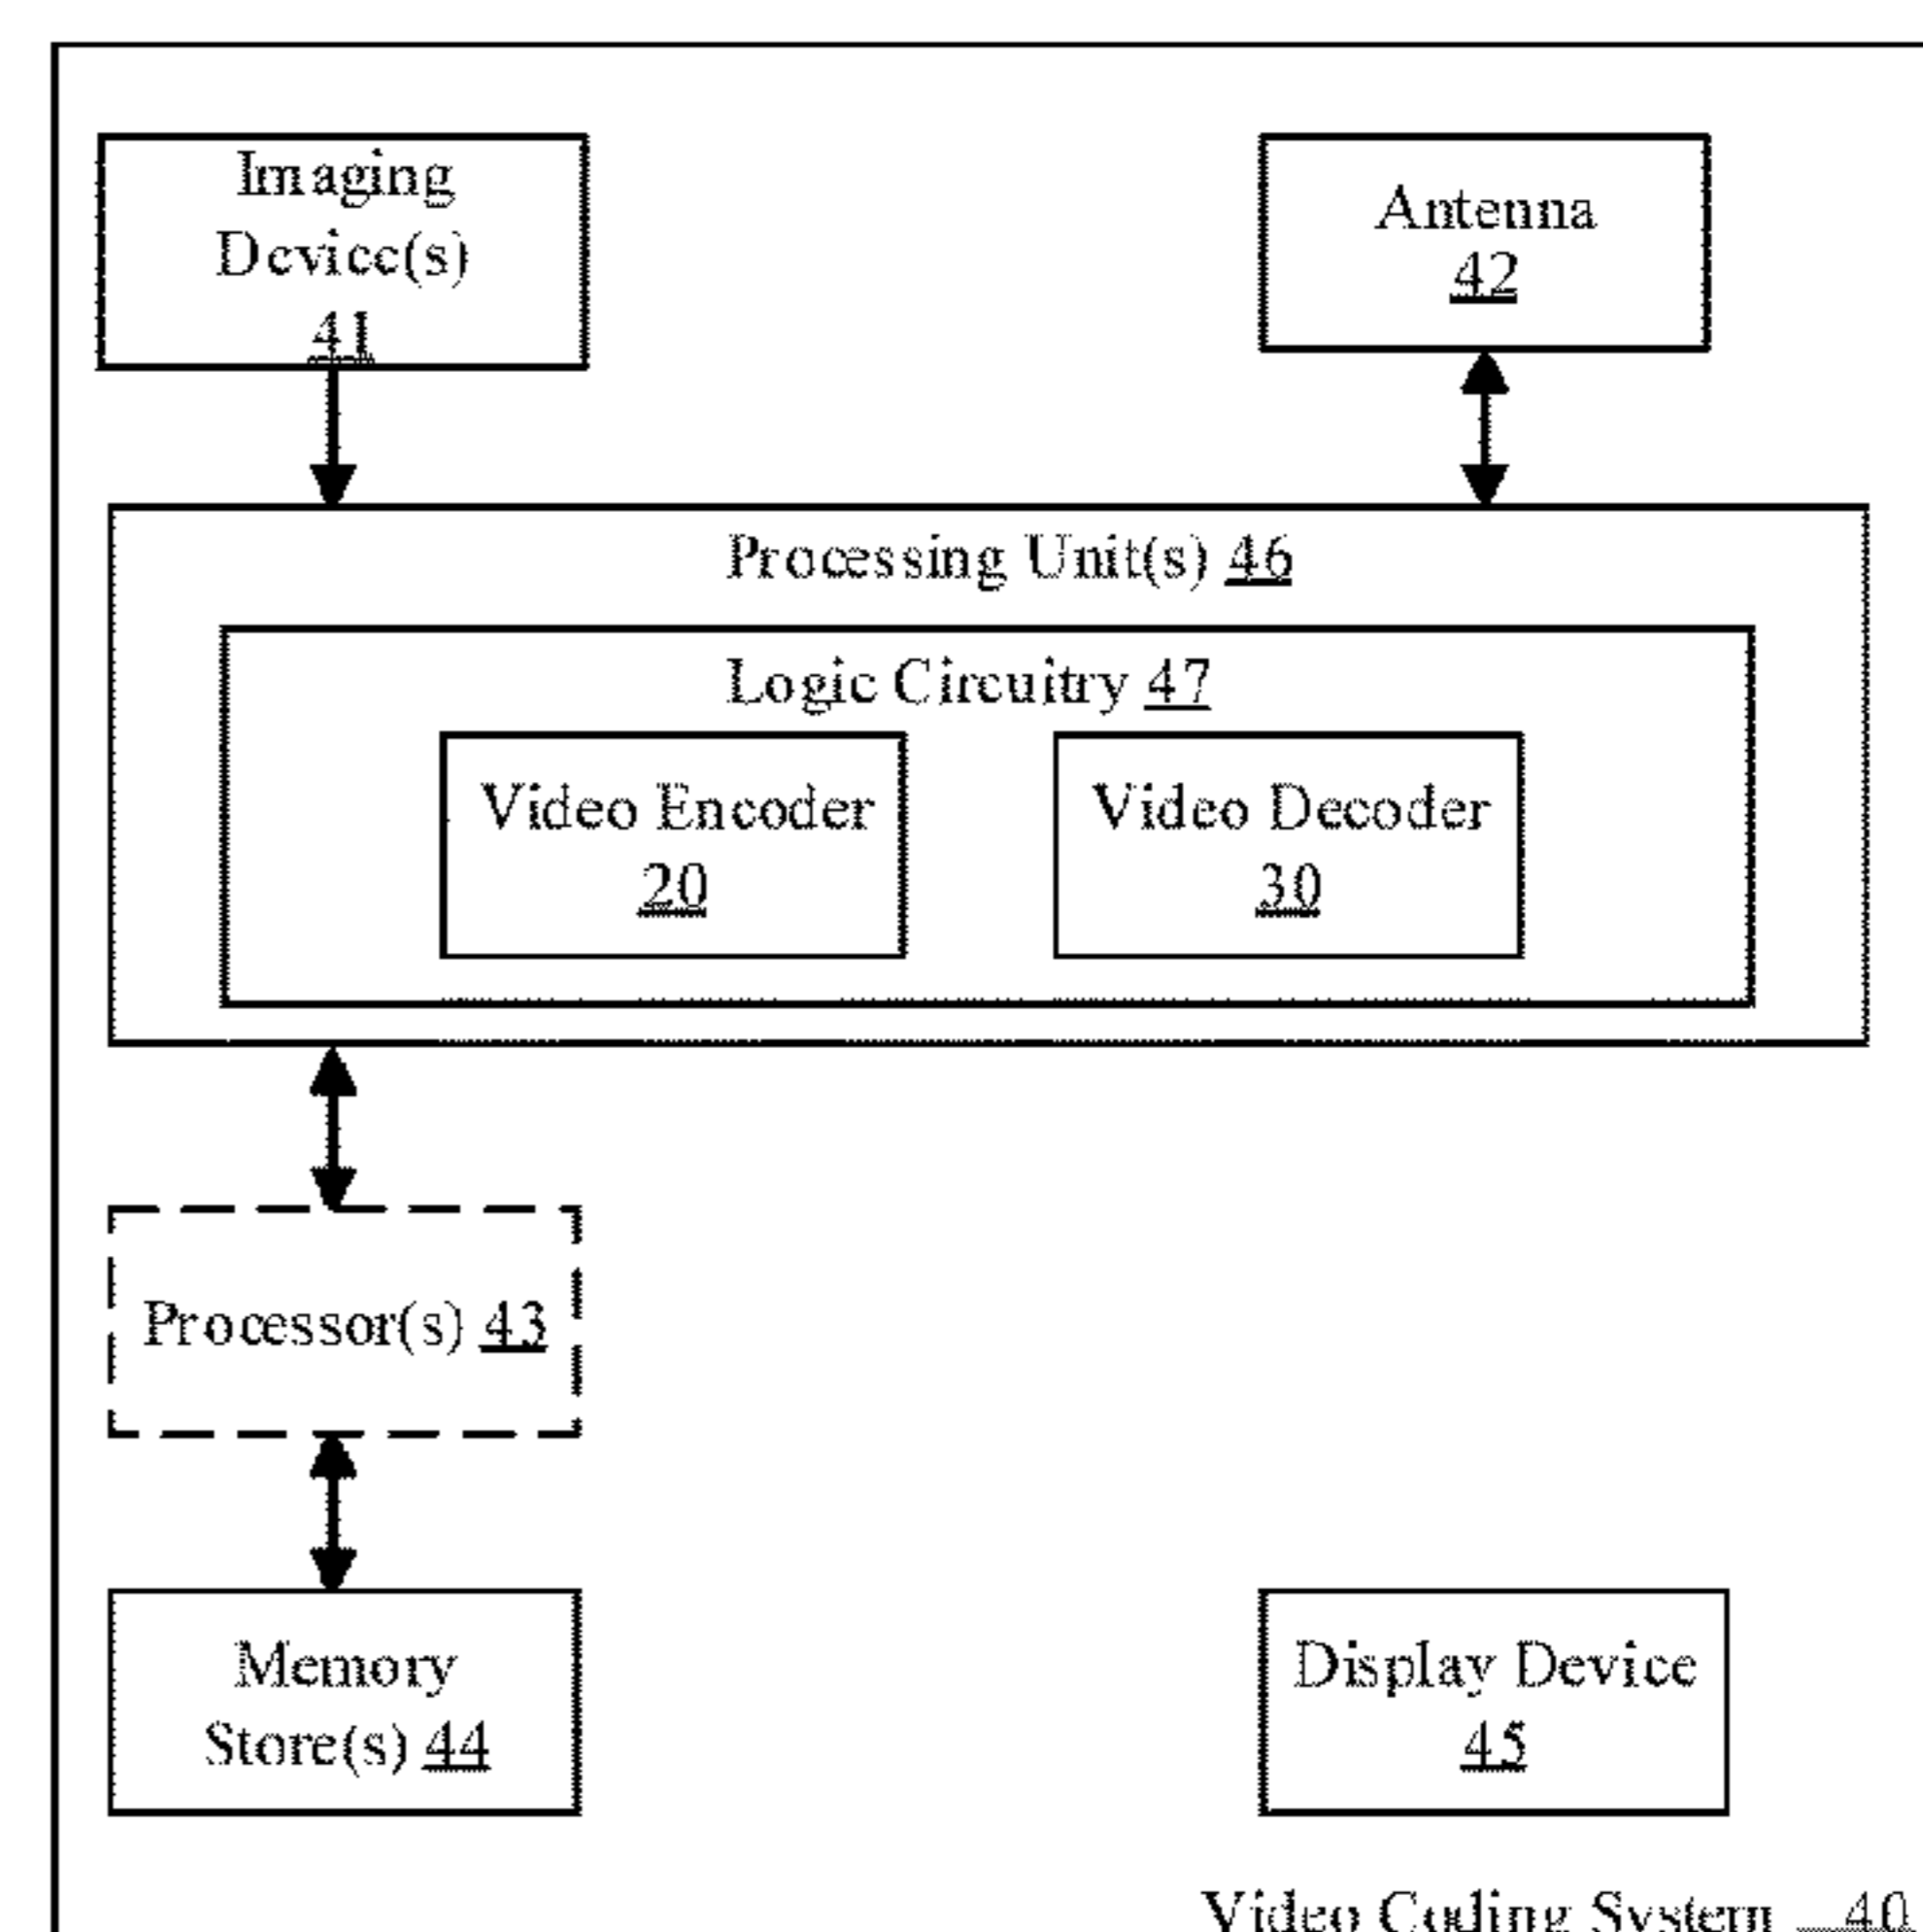 Imaging
Device(s)
41
Antenna
42
Processing Unit(s) 46
Logic Circuitry 47
Video Encoder
20
Video Decoder
30
Processor(s) 43
Memory
Store(s) 44
Display Device
45
Video Coding System 40